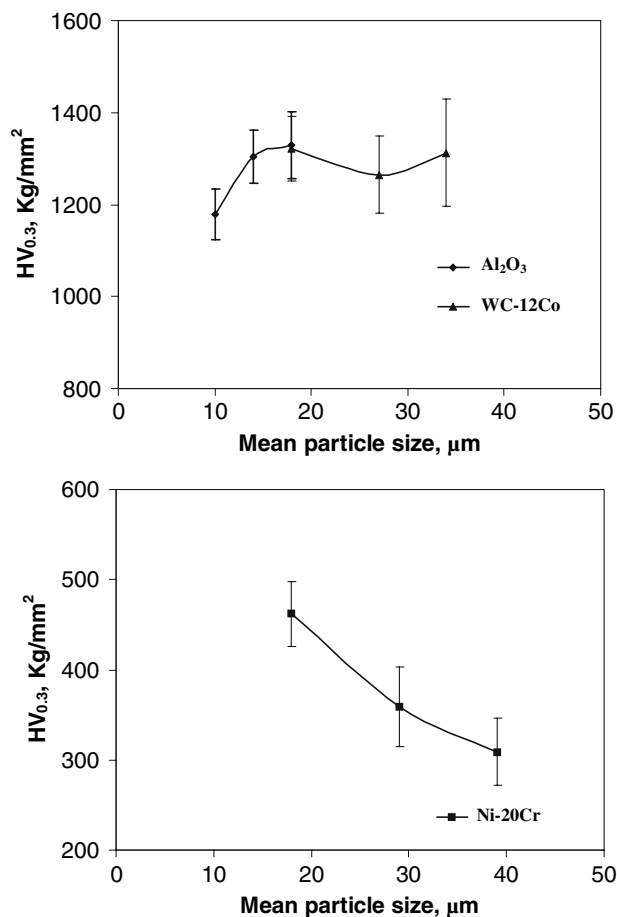 1600
1400
1200
1000
800
HV0.3, Kg/mm²
Al₂O₃
WC-12Co
0 10 20 30 40 50
Mean particle size, μm
600
500
400
300
200
HV0.3, Kg/mm²
Ni-20Cr
0 10 20 30 40 50
Mean particle size, μm